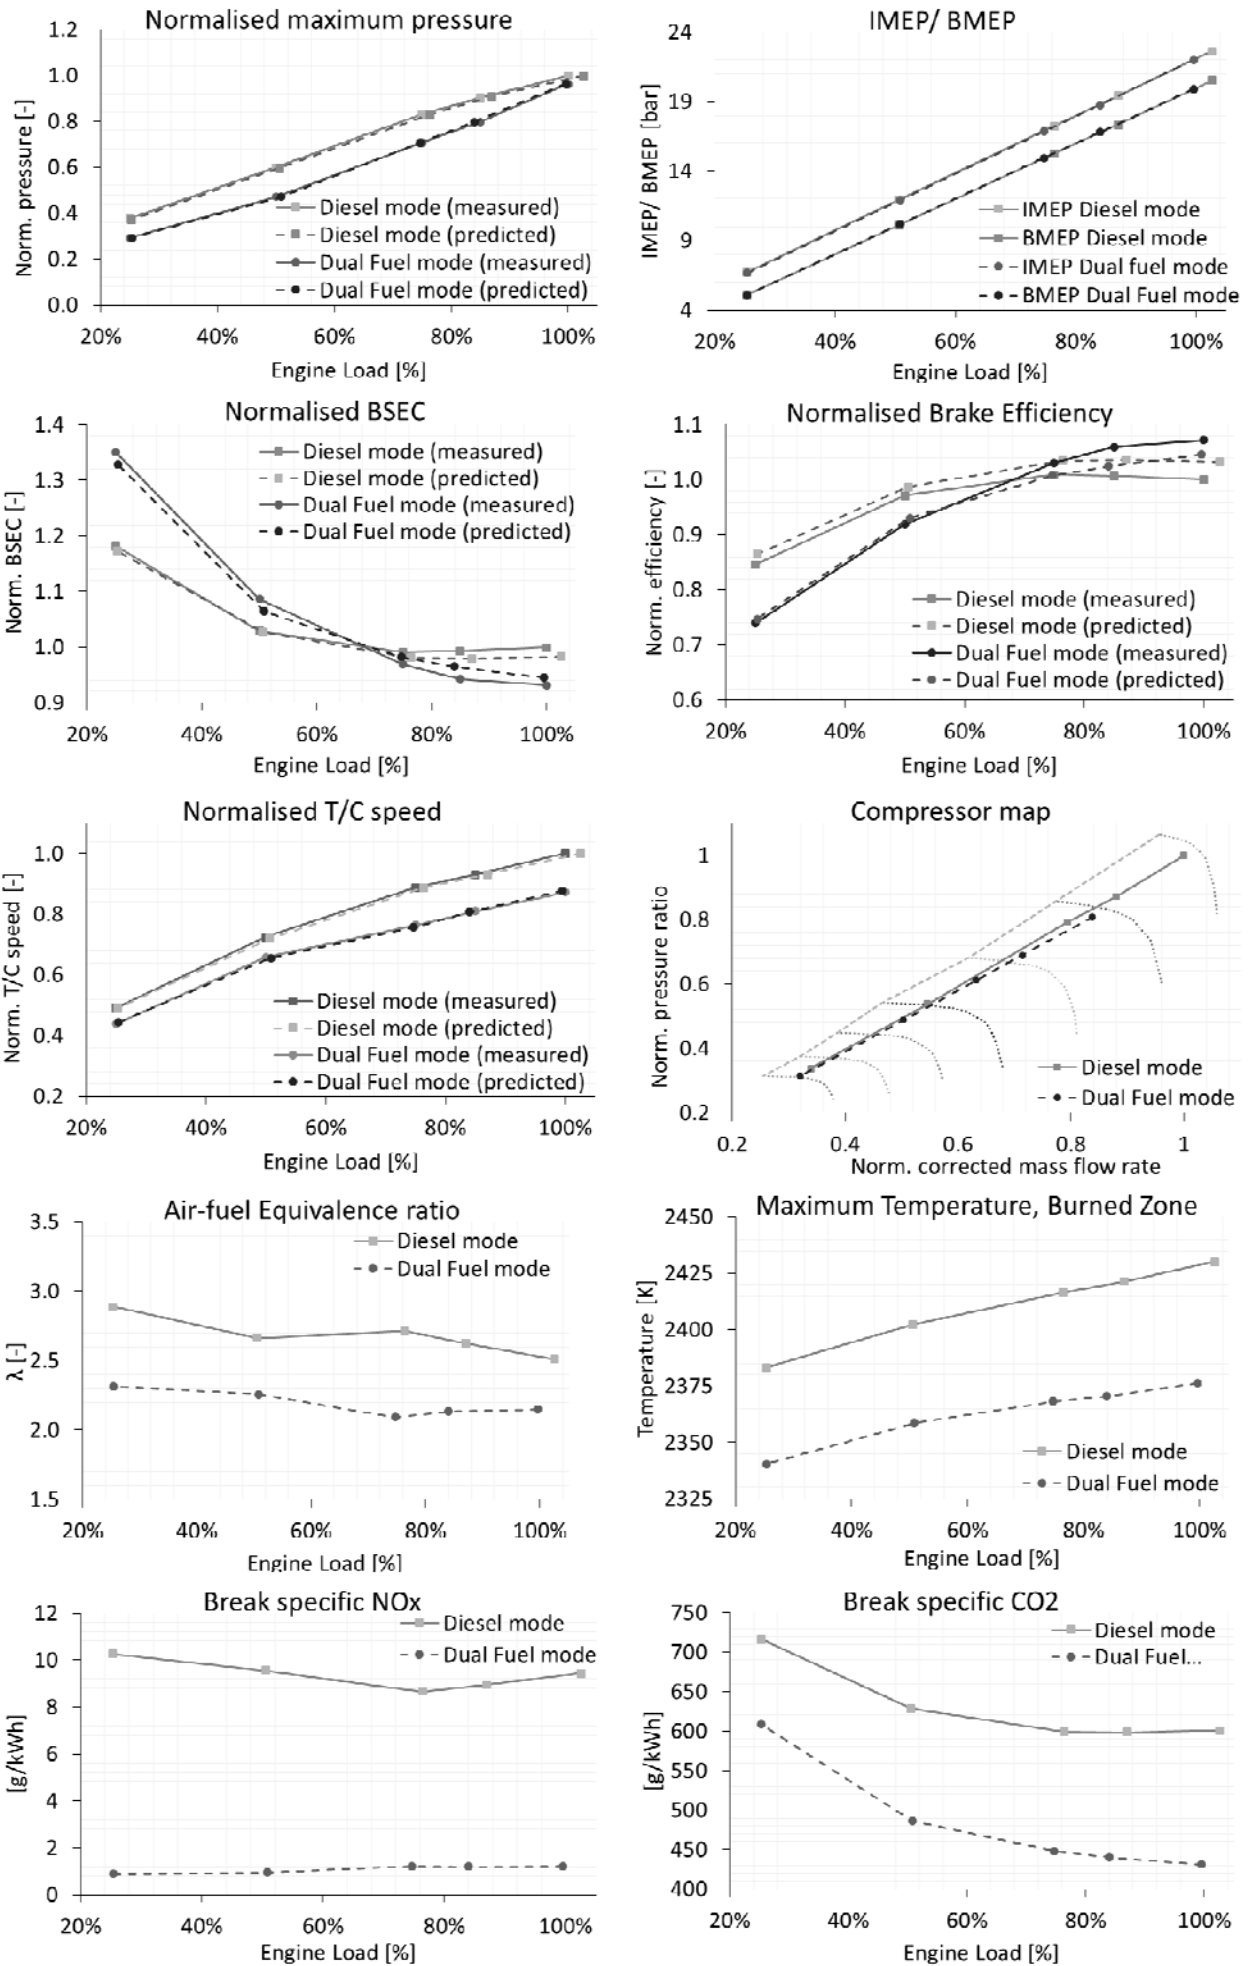 Normalised maximum pressure
1.2
1.0
0.8
0.6
0.4
0.2
0.0
Norm. pressure [-]
Diesel mode (measured)
Diesel mode (predicted)
Dual Fuel mode (measured)
Dual Fuel mode (predicted)
20% 40% 60% 80% 100%
Engine Load [%]
IMEP/ BMEP
24
19
14
9
4
IMEP/ BMEP [bar]
IMEP Diesel mode
BMEP Diesel mode
IMEP Dual fuel mode
BMEP Dual Fuel mode
20% 40% 60% 80% 100%
Engine Load [%]
Normalised BSEC
1.4
1.3
1.2
1.1
1.0
0.9
Norm. BSEC [-]
Diesel mode (measured)
Diesel mode (predicted)
Dual Fuel mode (measured)
Dual Fuel mode (predicted)
20% 40% 60% 80% 100%
Engine Load [%]
Normalised Brake Efficiency
1.1
1.0
0.9
0.8
0.7
0.6
Norm. efficiency [-]
Diesel mode (measured)
Diesel mode (predicted)
Dual Fuel mode (measured)
Dual Fuel mode (predicted)
20% 40% 60% 80% 100%
Engine Load [%]
Normalised T/C speed
1.0
0.8
0.6
0.4
0.2
Norm. T/C speed [-]
Diesel mode (measured)
Diesel mode (predicted)
Dual Fuel mode (measured)
Dual Fuel mode (predicted)
20% 40% 60% 80% 100%
Engine Load [%]
Compressor map
1
0.8
0.6
0.4
0.2
Norm. pressure ratio
Diesel mode
Dual Fuel mode
0.2 0.4 0.6 0.8 1
Norm. corrected mass flow rate
Air-fuel Equivalence ratio
3.5
3.0
2.5
2.0
1.5
λ [-]
Diesel mode
Dual Fuel mode
20% 40% 60% 80% 100%
Engine Load [%]
Maximum Temperature, Burned Zone
2450
2425
2400
2375
2350
2325
Temperature [K]
Diesel mode
Dual Fuel mode
20% 40% 60% 80% 100%
Engine Load [%]
Break specific NOx
12
10
8
6
4
2
0
[g/kWh]
Diesel mode
Dual Fuel mode
20% 40% 60% 80% 100%
Engine Load [%]
Break specific CO2
750
700
650
600
550
500
450
400
[g/kWh]
Diesel mode
Dual Fuel...
20% 40% 60% 80% 100%
Engine Load [%]